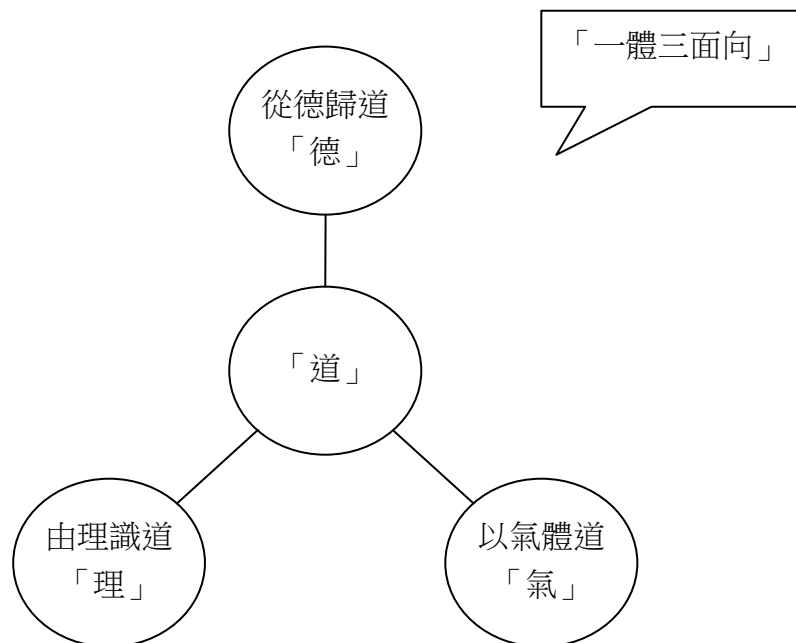 「一體三面向」
從德歸道
「德」
「道」
由理識道
「理」
以氣體道
「氣」